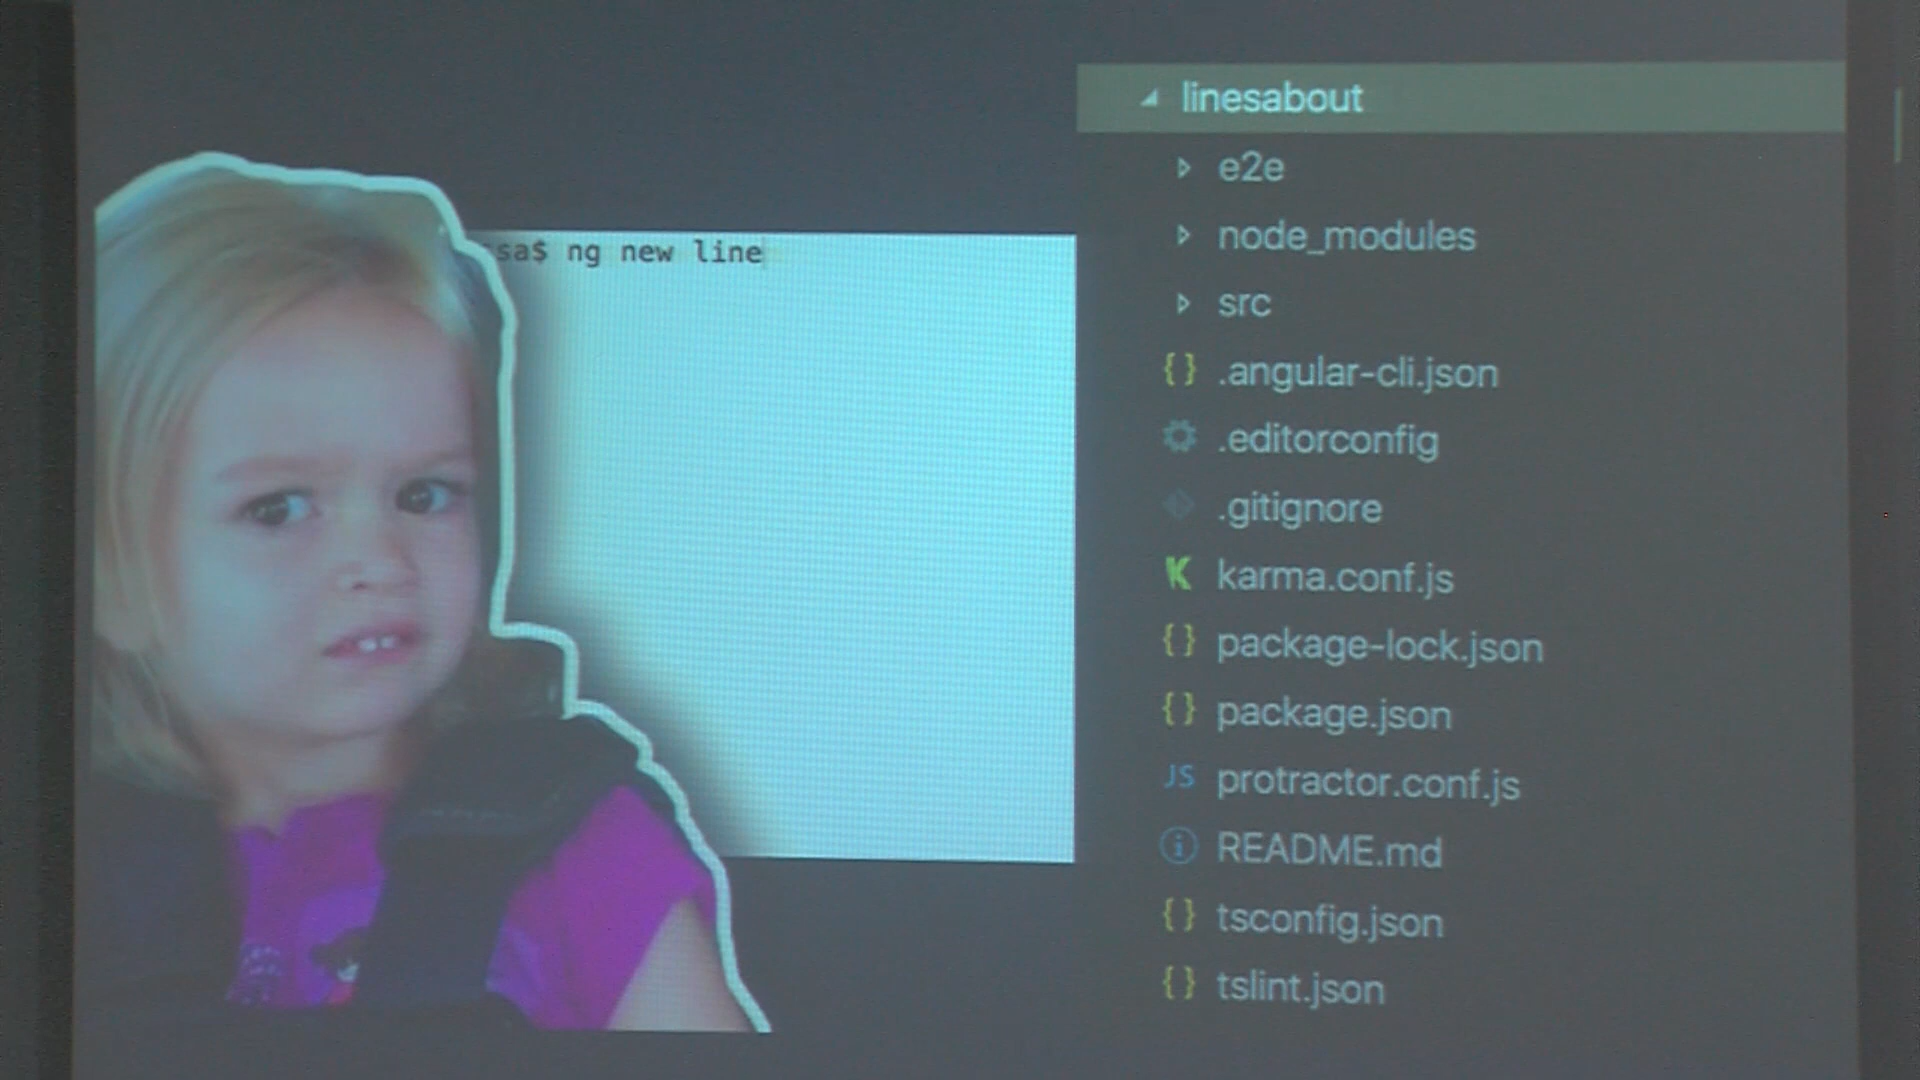 sa$ ng new line
linesabout
e2e
node_modules
src
.angular-cli.json
.editorconfig
.gitignore
karma.conf.js
package-lock.json
package.json
JS protractor.conf.js
README.md
tsconfig.json
tslint.json